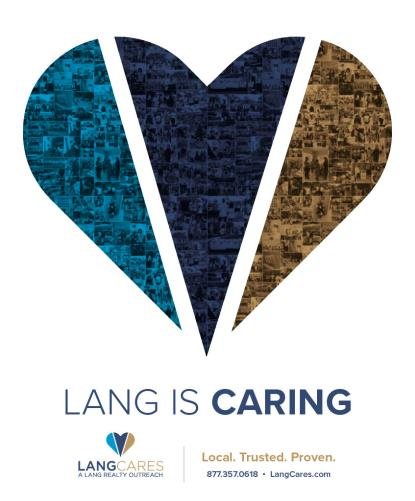 LANG IS CARING
LANGCARES
A LANG REALTY OUTREACH
Local. Trusted. Proven.
877.357.0618 • LangCares.com